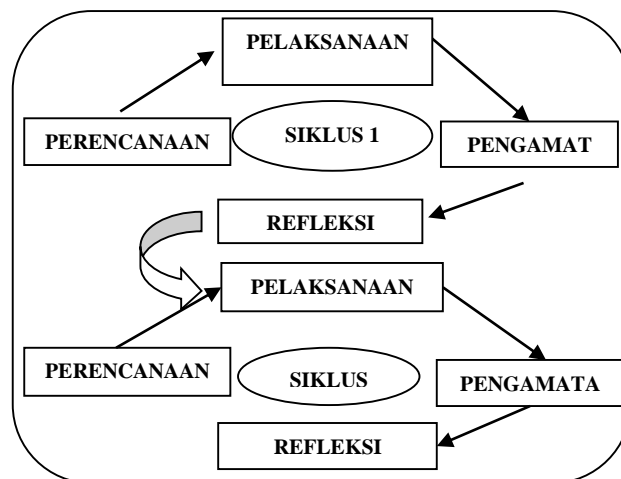 PELAKSANAAN
PERENCANAAN
SIKLUS 1
PENGAMAT
REFLEKSI
PELAKSANAAN
PERENCANAAN
SIKLUS
PENGAMATA
REFLEKSI